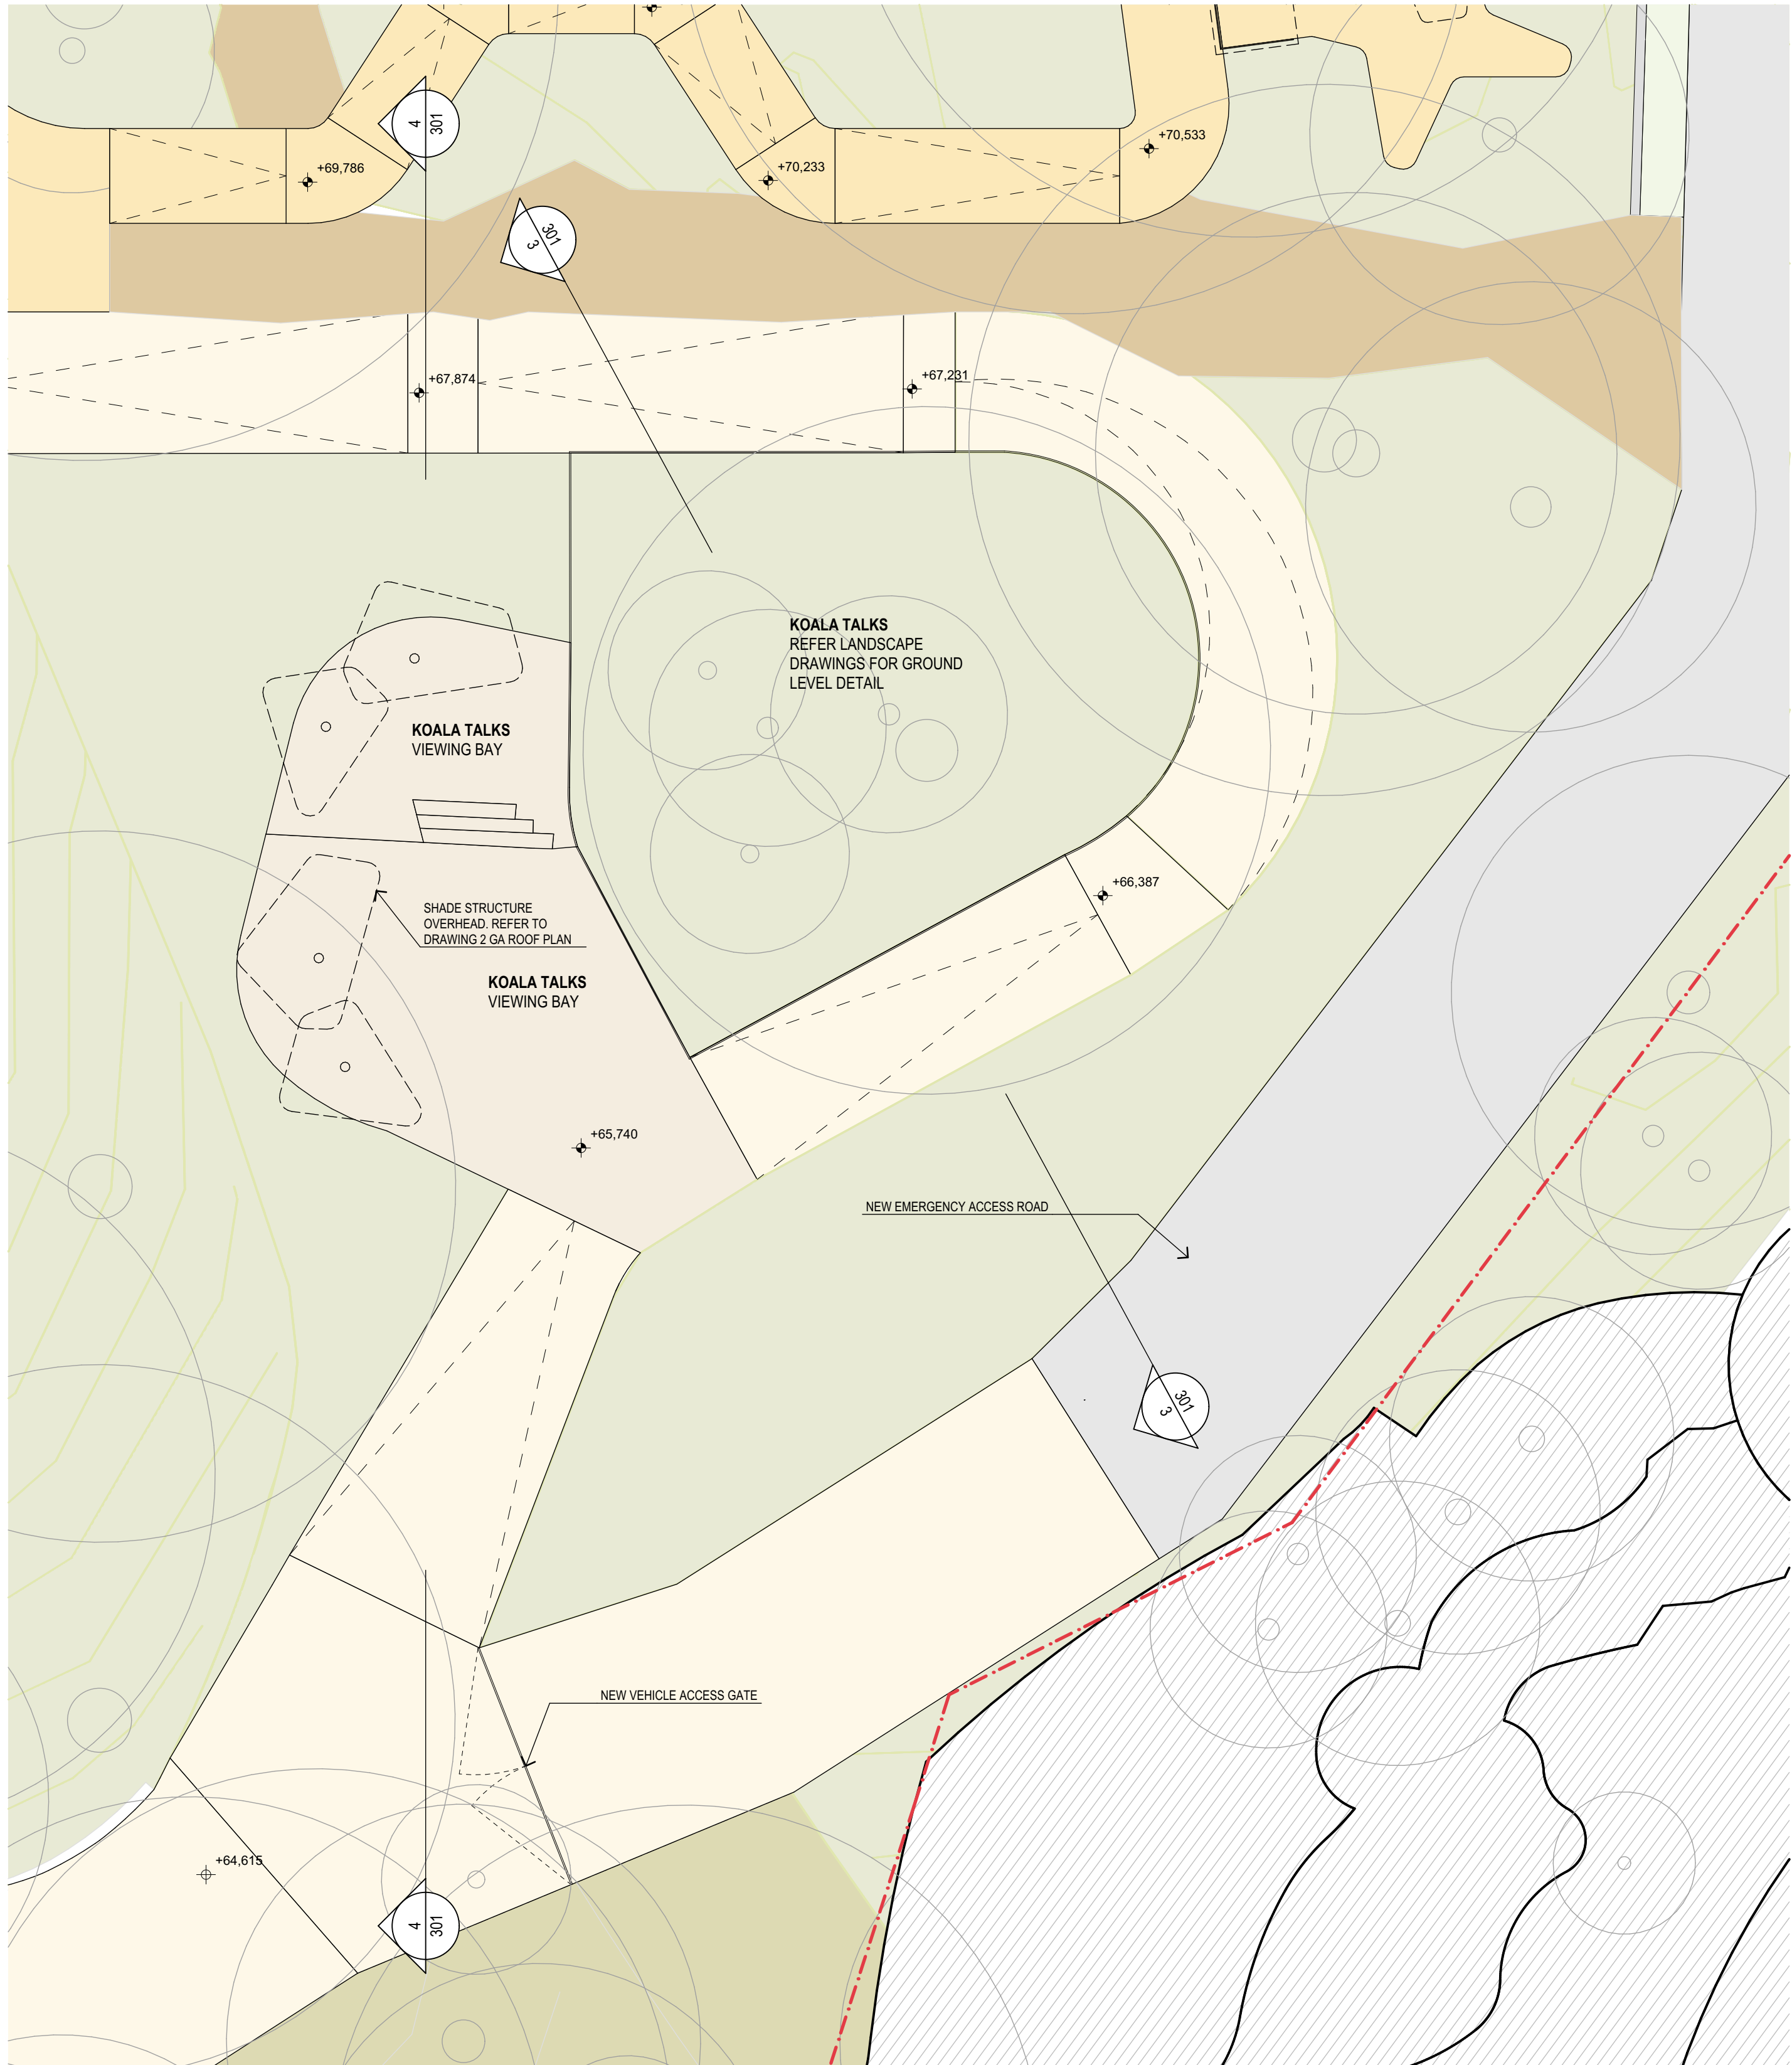 4
301
+69,786
+70,233
+70,533
301
3
+67,874
+67,231
KOALA TALKS
REFER LANDSCAPE
DRAWINGS FOR GROUND
LEVEL DETAIL
KOALA TALKS
VIEWING BAY
+66,387
SHADE STRUCTURE
OVERHEAD. REFER TO
DRAWING 2 GA ROOF PLAN
KOALA TALKS
VIEWING BAY
+65,740
NEW EMERGENCY ACCESS ROAD
301
3
NEW VEHICLE ACCESS GATE
+64,615
4
301